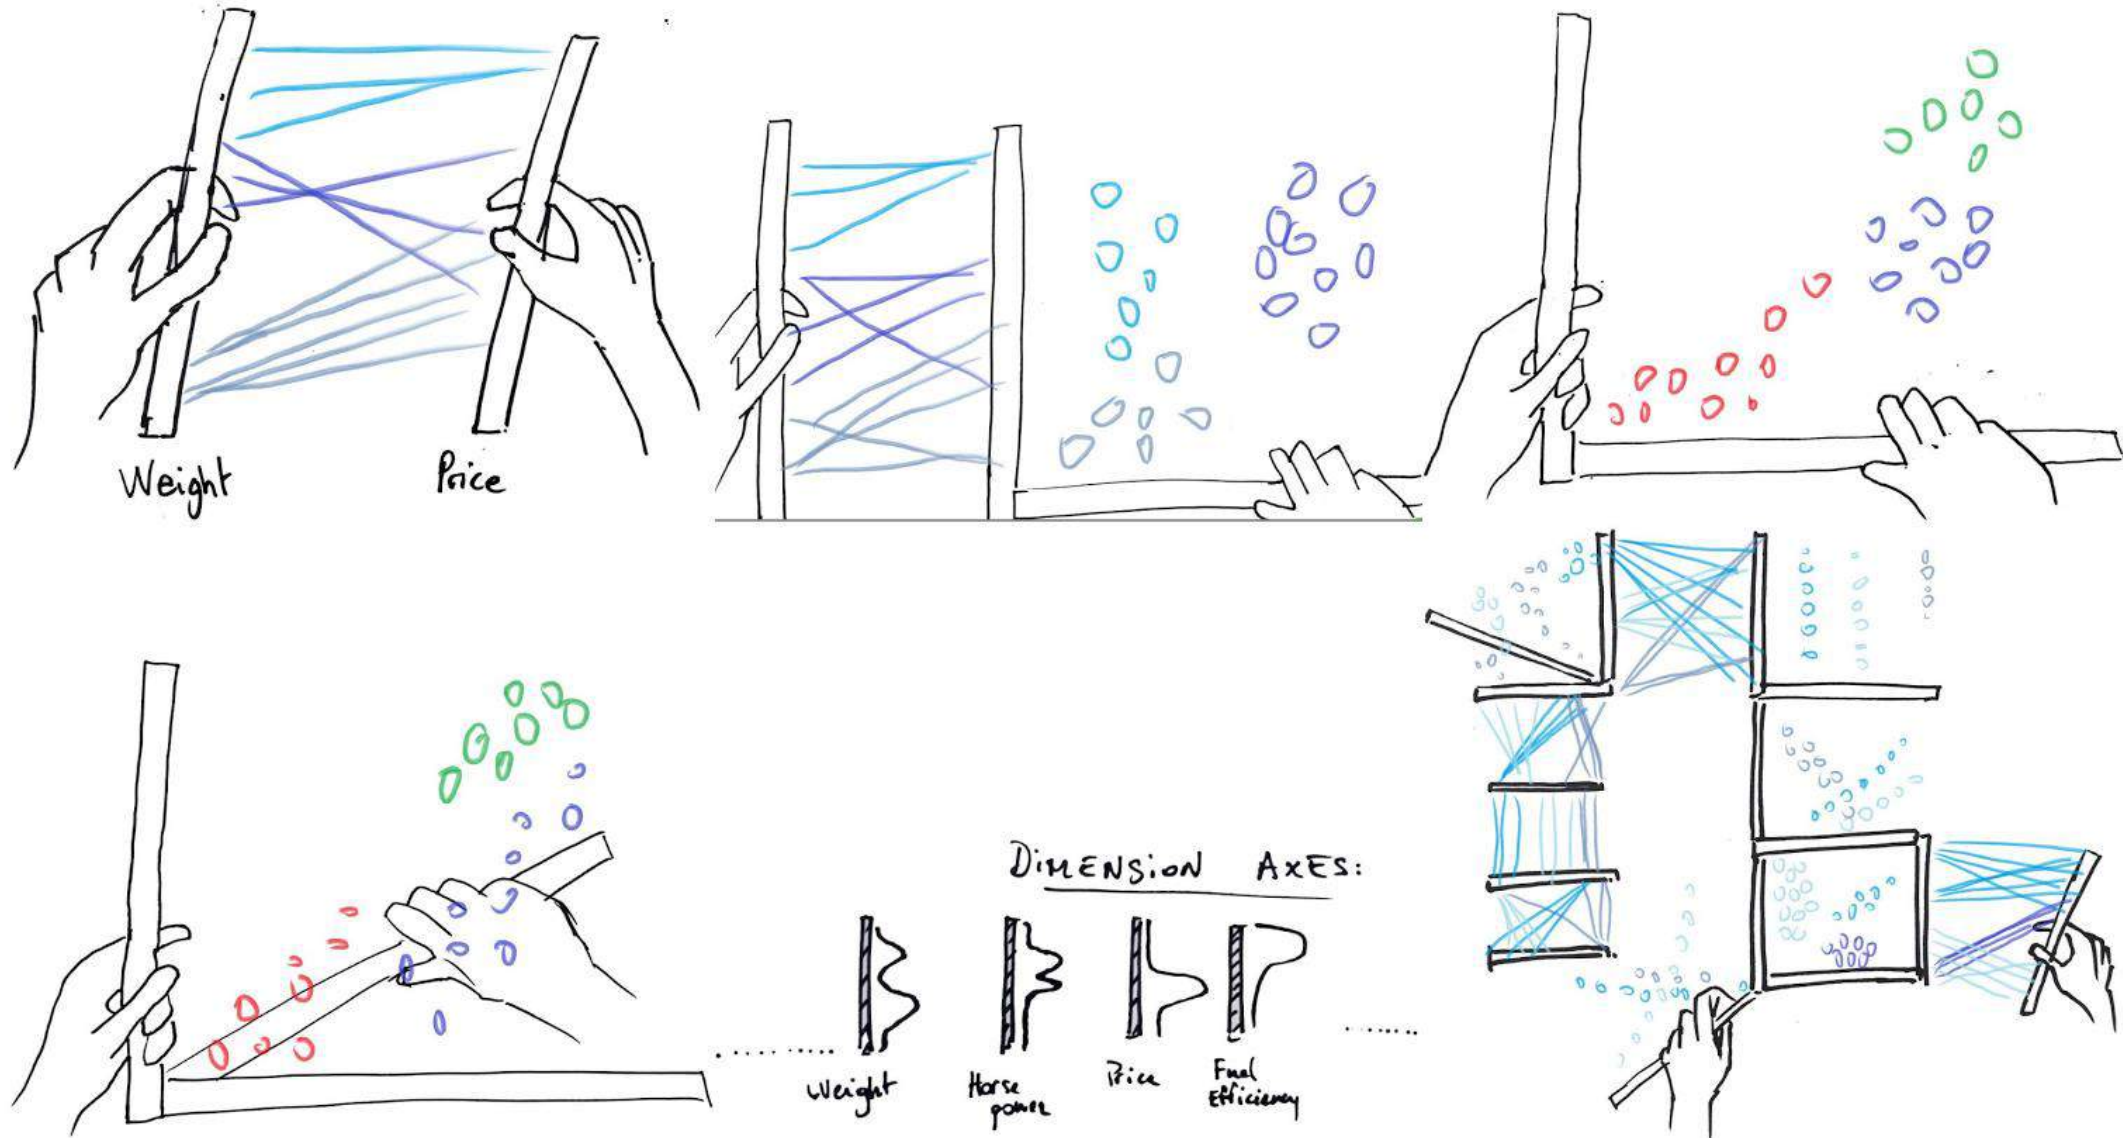 Weight
Price
DIMENSION AXES:
Weight
Horse
power
Price
Fuel
Efficiency